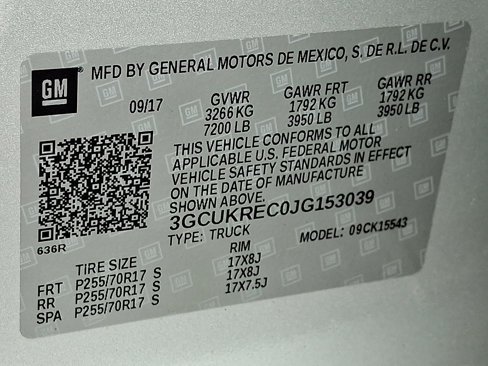 GM
MFD BY GENERAL MOTORS DE MEXICO, S. DE R.L. DE C.V.
09/17 GVWR GAWR FRT GAWR RR
3266 KG 1792 KG 1792 KG
7200 LB 3950 LB 3950 LB
THIS VEHICLE CONFORMS TO ALL
APPLICABLE U.S. FEDERAL MOTOR
VEHICLE SAFETY STANDARDS IN EFFECT
ON THE DATE OF MANUFACTURE
SHOWN ABOVE.
3GCUKREC0JG153039
636R TYPE: TRUCK MODEL: 09CK15543
TIRE SIZE RIM
FRT P255/70R17 S 17X8J
RR P255/70R17 S 17X8J
SPA P255/70R17 S 17X7.5J